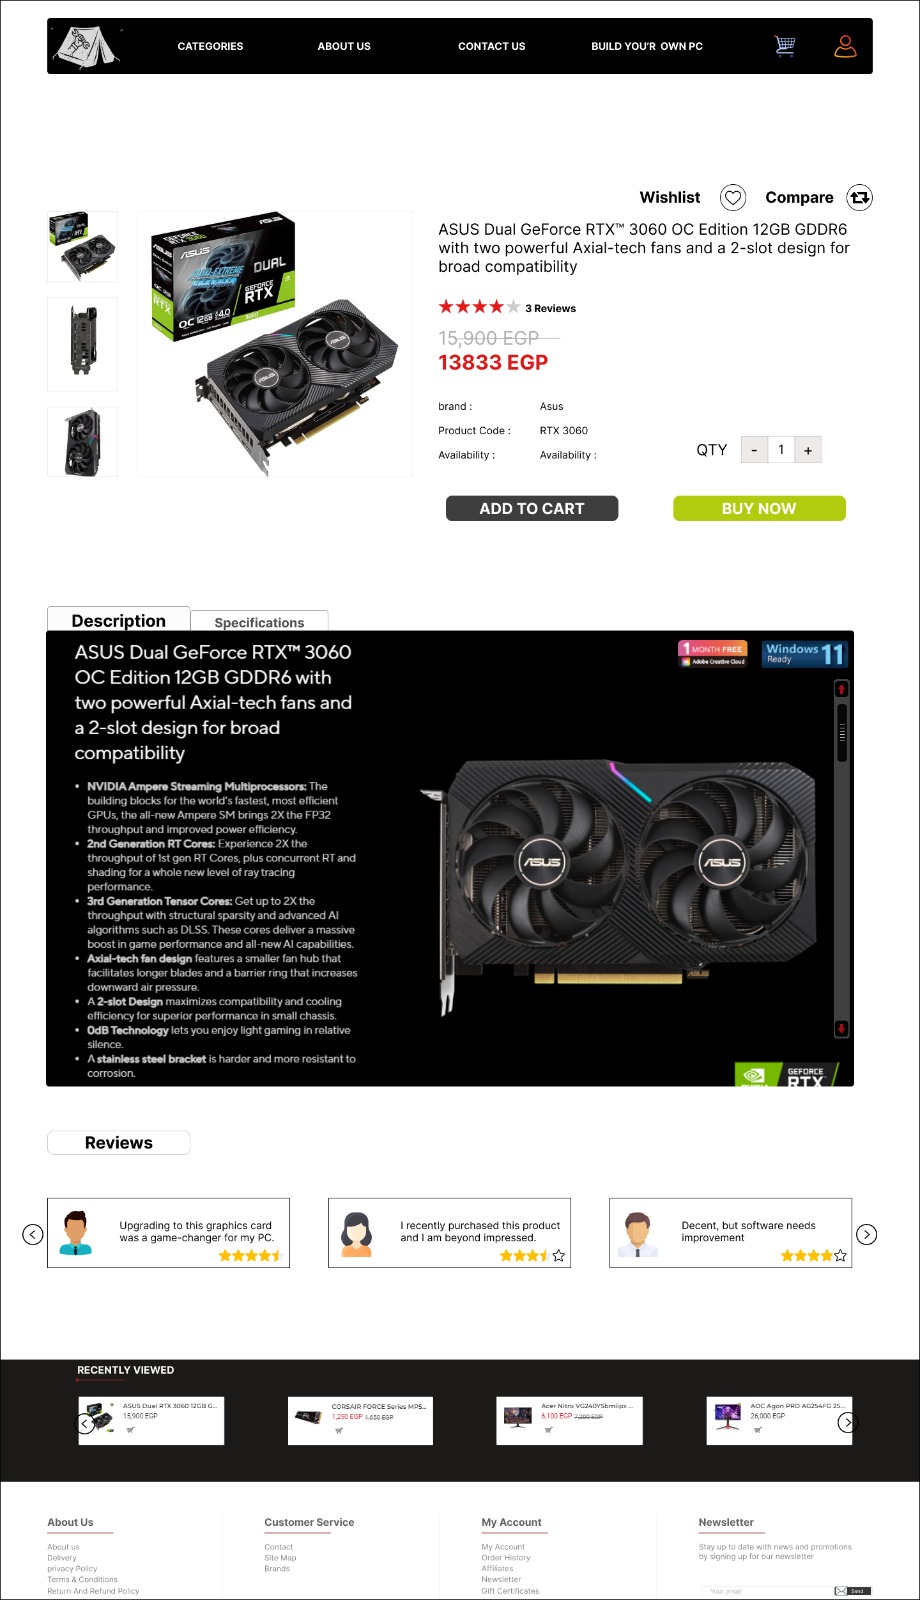 CATEGORIES
ABOUT US
CONTACT US
BUILD YOU'R OWN PC
Wishlist
Compare
ASUS Dual GeForce RTX™ 3060 OC Edition 12GB GDDR6
with two powerful Axial-tech fans and a 2-slot design for
broad compatibility
3 Reviews
15,900 EGP
13833 EGP
brand :
Asus
Product Code :
RTX 3060
Availability :
Availability :
QTY
-
1
+
ADD TO CART
BUY NOW
ASUS
DUAL
GEFORCE
RTX
RTX
3060
OC 12GB 4.0
ASUS
ASUS
Description
Specifications
ASUS Dual GeForce RTX™ 3060
OC Edition 12GB GDDR6 with
two powerful Axial-tech fans and
a 2-slot design for broad
compatibility
1 MONTH FREE
Adobe Creative Cloud
Windows 11
Ready
• NVIDIA Ampere Streaming Multiprocessors: The
building blocks for the world's fastest, most efficient
GPUs, the all-new Ampere SM brings 2X the FP32
throughput and improved power efficiency.
• 2nd Generation RT Cores: Experience 2X the
throughput of 1st gen RT Cores, plus concurrent RT and
shading for a whole new level of ray tracing
performance.
• 3rd Generation Tensor Cores: Get up to 2X the
throughput with structural sparsity and advanced AI
algorithms such as DLSS. These cores deliver a massive
boost in game performance and all-new AI capabilities.
• Axial-tech fan design features a smaller fan hub that
facilitates longer blades and a barrier ring that increases
downward air pressure.
• A 2-slot Design maximizes compatibility and cooling
efficiency for superior performance in small chassis.
• 0dB Technology lets you enjoy light gaming in relative
silence.
• A stainless steel bracket is harder and more resistant to
corrosion.
ASUS
ASUS
ASUS
GEFORCE
RTX
NVIDIA
Reviews
Upgrading to this graphics card
was a game-changer for my PC.
I recently purchased this product
and I am beyond impressed.
Decent, but software needs
improvement
RECENTLY VIEWED
ASUS Dual RTX 3060 12GB G...
15,900 EGP
CORSAIR FORCE Series MP5...
1,250 EGP 1,650 EGP
Acer Nitro VG240YSbmiipx ...
6,100 EGP 7,200 EGP
AOC Agon PRO AG254FG 25...
26,000 EGP
About Us
About us
Delivery
privacy Policy
Terms & Conditions
Return And Refund Policy
Customer Service
Contact
Site Map
Brands
My Account
My Account
Order History
Affiliates
Newsletter
Gift Certificates
Newsletter
Stay up to date with news and promotions
by signing up for our newsletter
Your email
Send